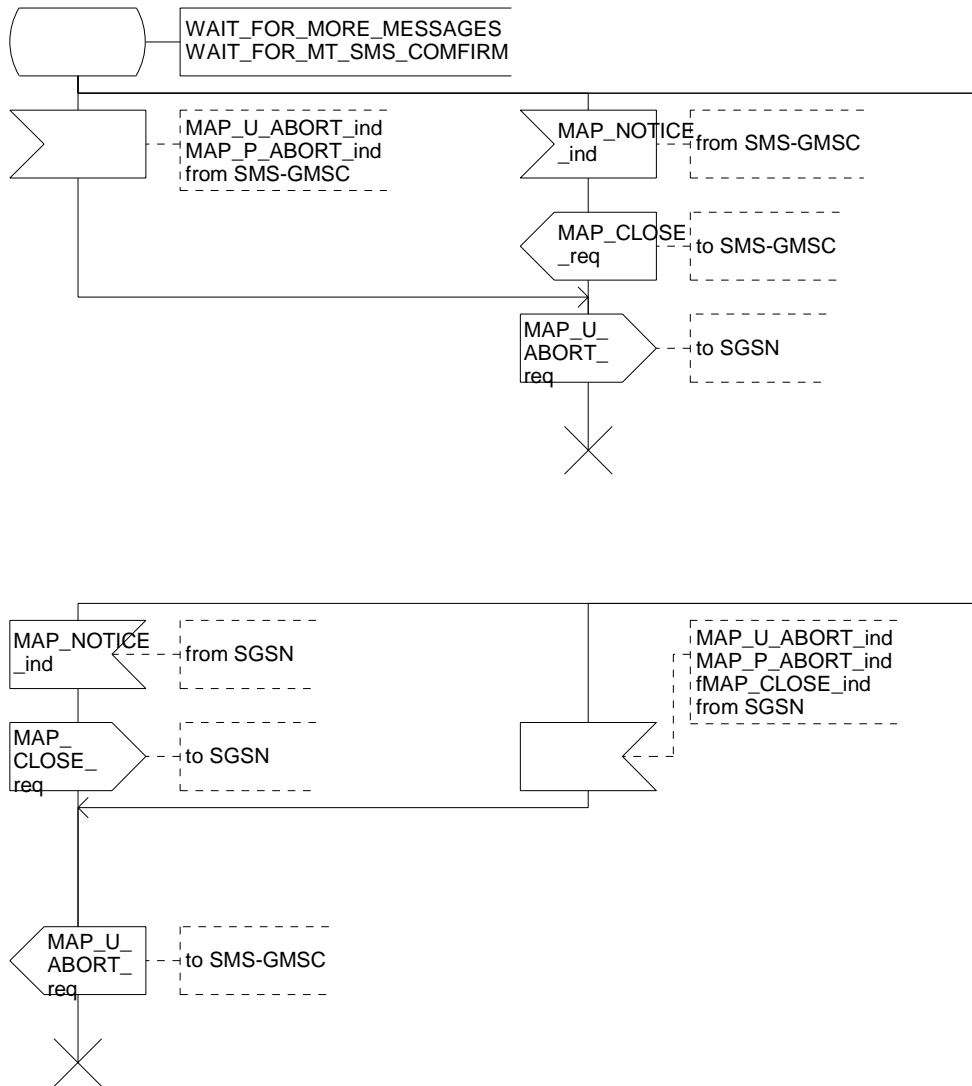 WAIT_FOR_MORE_MESSAGES
WAIT_FOR_MT_SMS_COMFIRM
MAP_U_ABORT_ind
MAP_P_ABORT_ind
from SMS-GMSC
MAP_NOTICE
_ind
from SMS-GMSC
MAP_CLOSE
_req
to SMS-GMSC
MAP_U_
ABORT_
req
to SGSN
MAP_NOTICE
_ind
from SGSN
MAP_U_ABORT_ind
MAP_P_ABORT_ind
fMAP_CLOSE_ind
from SGSN
MAP_
CLOSE_
req
to SGSN
MAP_U_
ABORT_
req
to SMS-GMSC